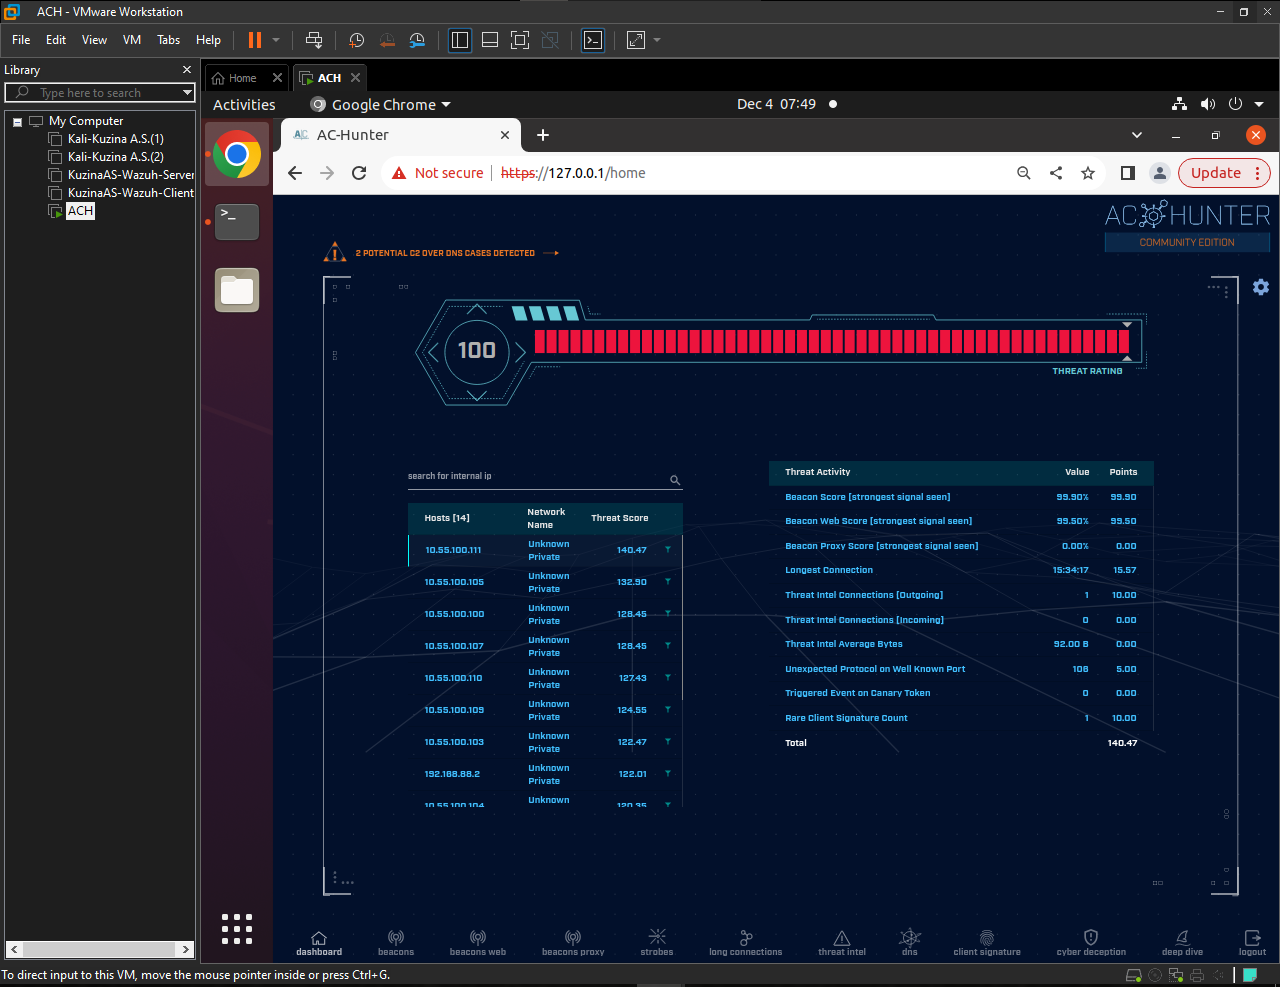 ACH - VMware Workstation
File Edit View VM Tabs Help
Library
Type here to search
My Computer
Kali-Kuzina A.S.(1)
Kali-Kuzina A.S.(2)
KuzinaAS-Wazuh-Server
KuzinaAS-Wazuh-Client
ACH
Home
ACH
Activities
Google Chrome
Dec 4 07:49
AC-Hunter
Not secure
https://127.0.0.1/home
Update
AC HUNTER
COMMUNITY EDITION
2 POTENTIAL C2 OVER DNS CASES DETECTED
100
THREAT RATING
search for internal ip
Hosts [14] Network Name Threat Score
10.55.100.111 Unknown Private 140.47
10.55.100.105 Unknown Private 132.90
10.55.100.100 Unknown Private 128.45
10.55.100.107 Unknown Private 128.45
10.55.100.110 Unknown Private 127.43
10.55.100.109 Unknown Private 124.55
10.55.100.103 Unknown Private 122.47
192.168.88.2 Unknown Private 122.01
10.55.100.104 Unknown 120.35
Threat Activity Value Points
Beacon Score [strongest signal seen] 99.90% 99.90
Beacon Web Score [strongest signal seen] 99.50% 99.50
Beacon Proxy Score [strongest signal seen] 0.00% 0.00
Longest Connection 15:34:17 15.57
Threat Intel Connections [Outgoing] 1 10.00
Threat Intel Connections [Incoming] 0 0.00
Threat Intel Average Bytes 92.00 B 0.00
Unexpected Protocol on Well Known Port 108 5.00
Triggered Event on Canary Token 0 0.00
Rare Client Signature Count 1 10.00
Total 140.47
dashboard
beacons
beacons web
beacons proxy
strobes
long connections
threat intel
dns
client signature
cyber deception
deep dive
logout
To direct input to this VM, move the mouse pointer inside or press Ctrl+G.